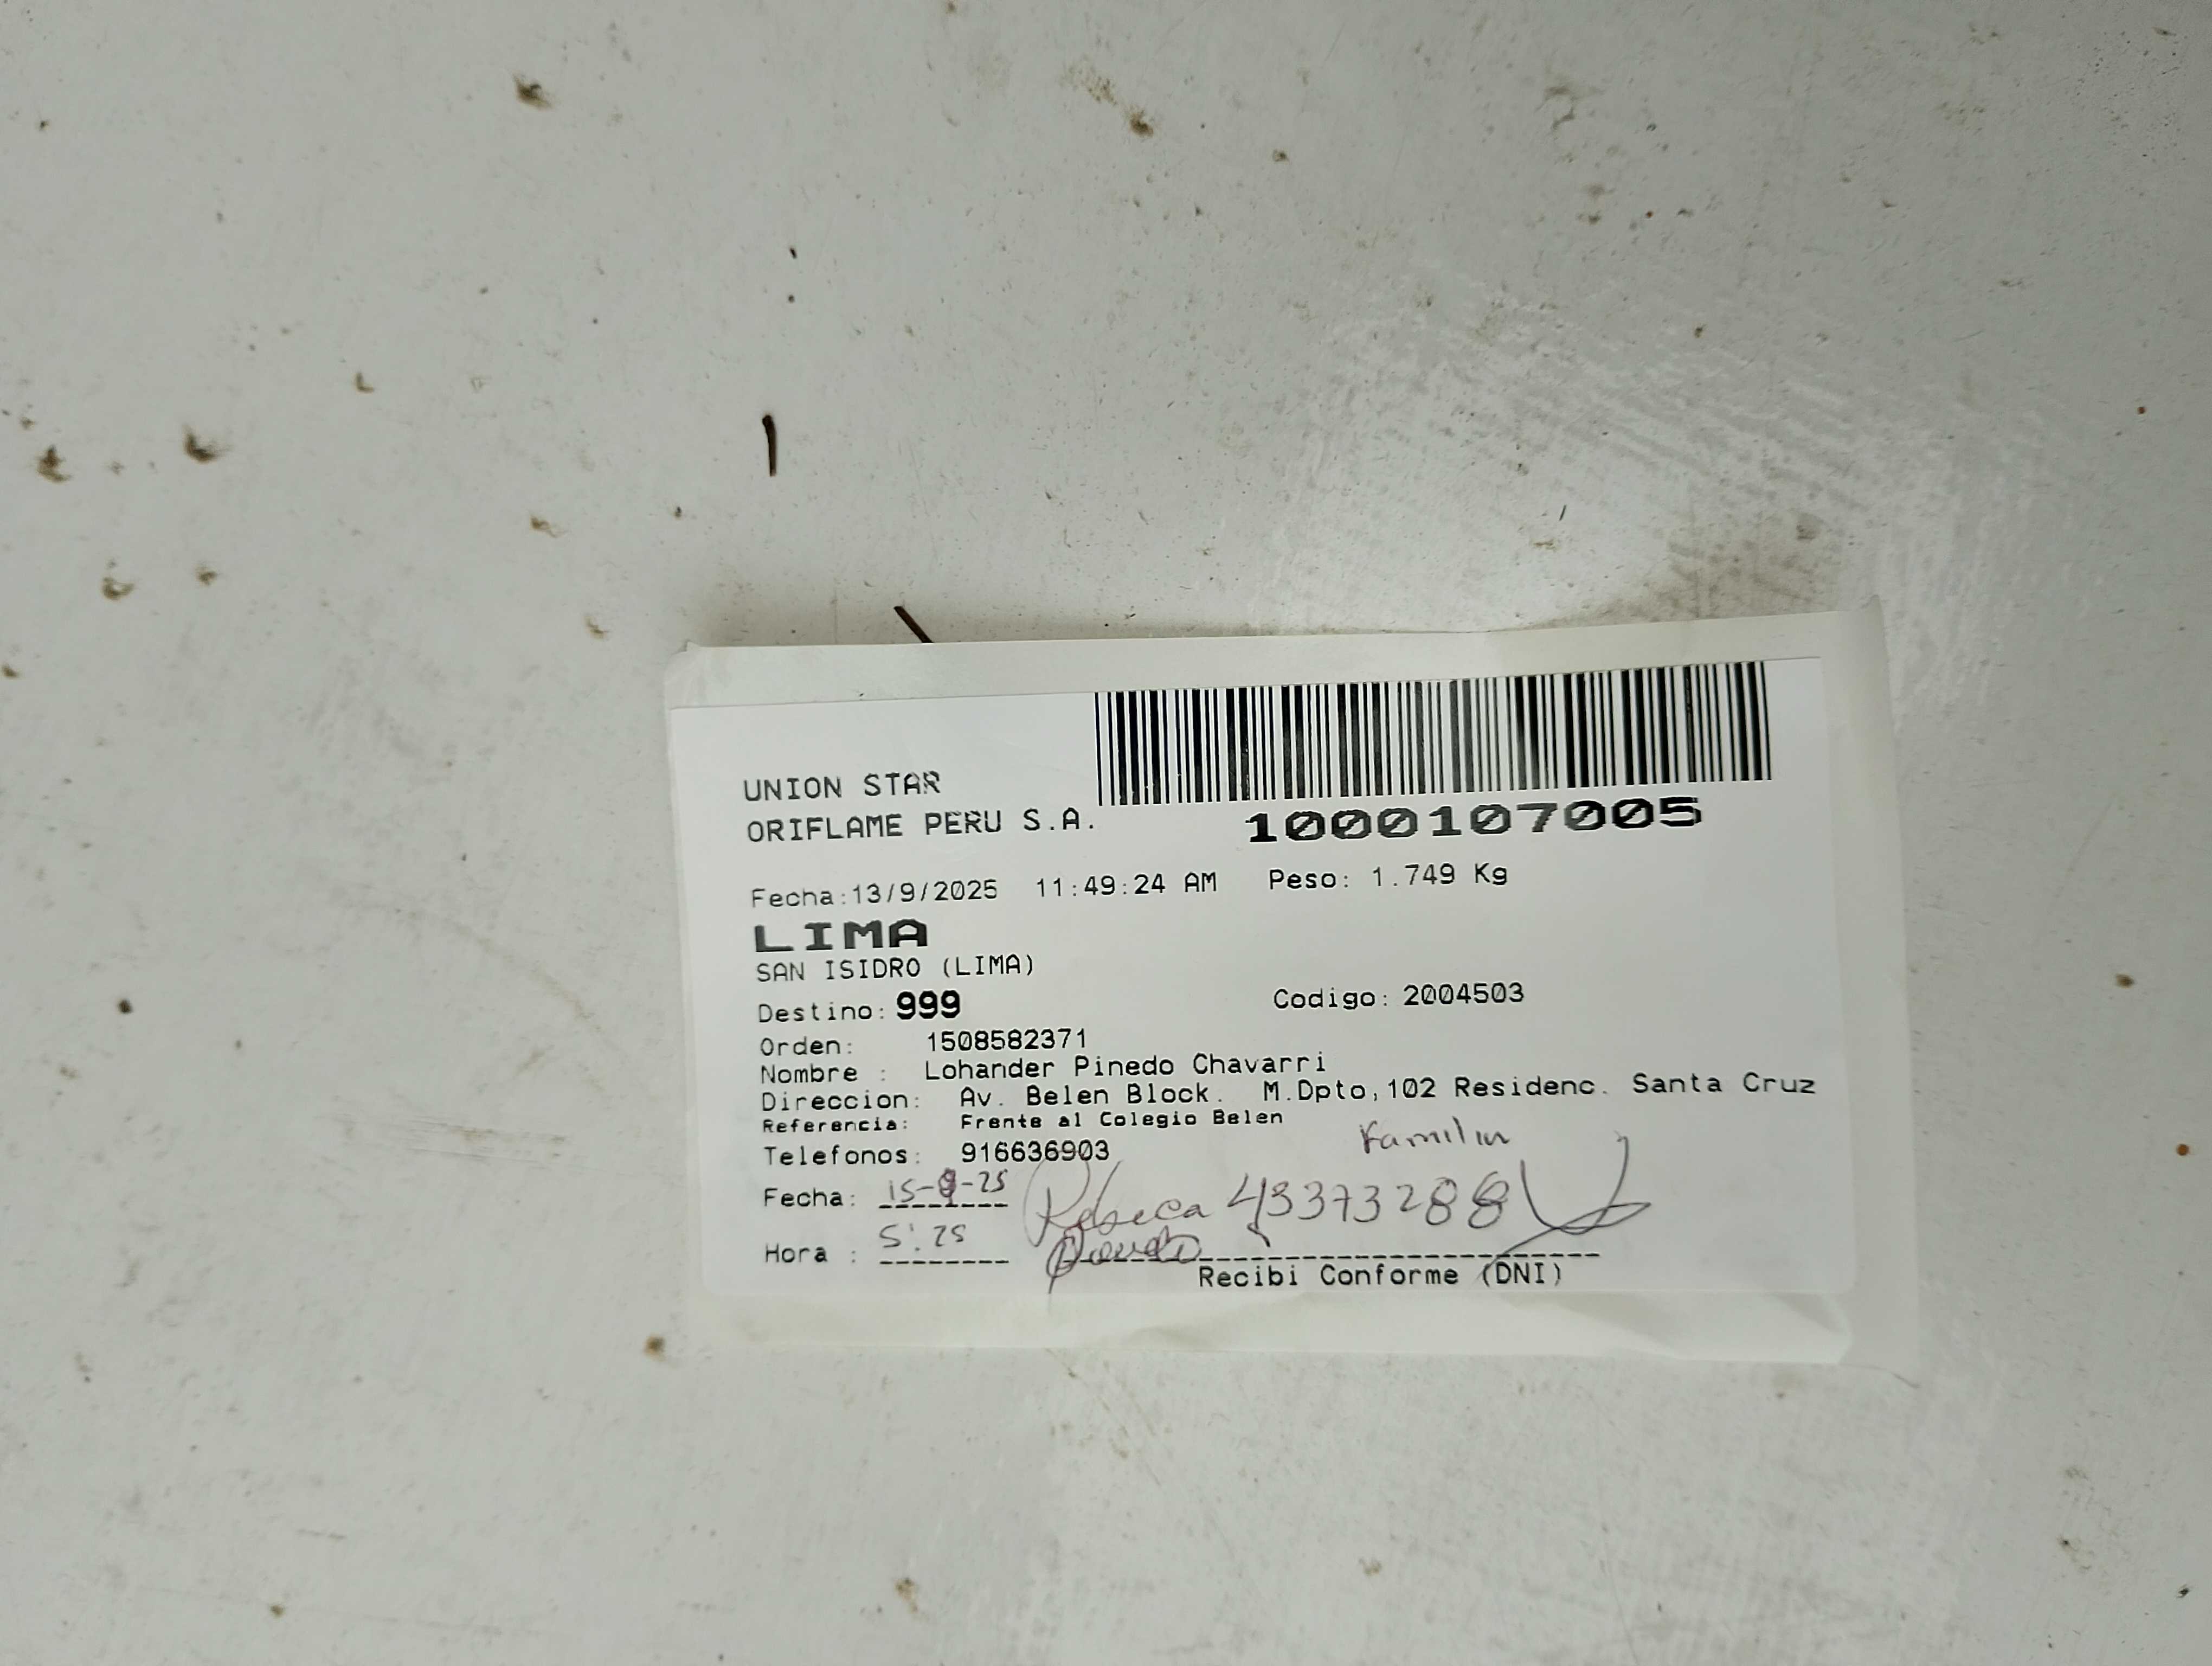 UNION STAR
ORIFLAME PERU S.A.
1000107005
Fecha:13/9/2025 11:49:24 AM Peso: 1.749 Kg
LIMA
SAN ISIDRO (LIMA)
Destino: 999 Codigo: 2004503
Orden: 1508582371
Nombre : Lohander Pinedo Chavarri
Direccion: Av. Belen Block. M.Dpto,102 Residenc. Santa Cruz
Referencia: Frente al Colegio Belen
Familia
Telefonos: 916636903
Fecha: 15-9-25 Rebeca 43373288
Hora : 5:25
Recibi Conforme (DNI)